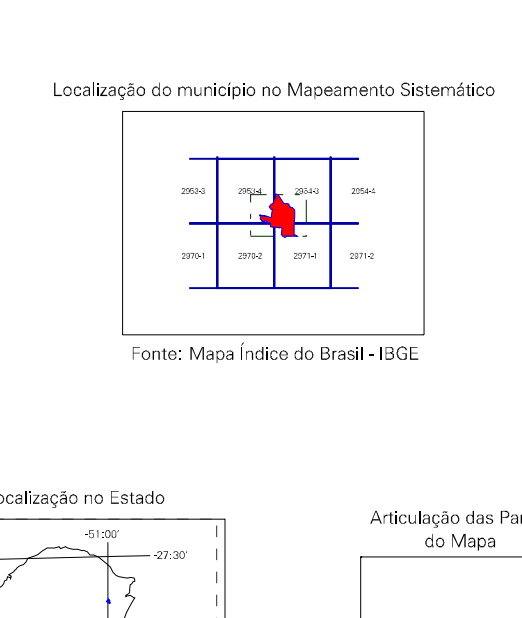 Localização do município no Mapeamento Sistemático
2953-3 2953-4 2954-3 2954-4
2970-1 2970-2 2971-1 2971-2
Fonte: Mapa Índice do Brasil - IBGE
ocalização no Estado
-51:00'
-27:30'
Articulação das Par
do Mapa